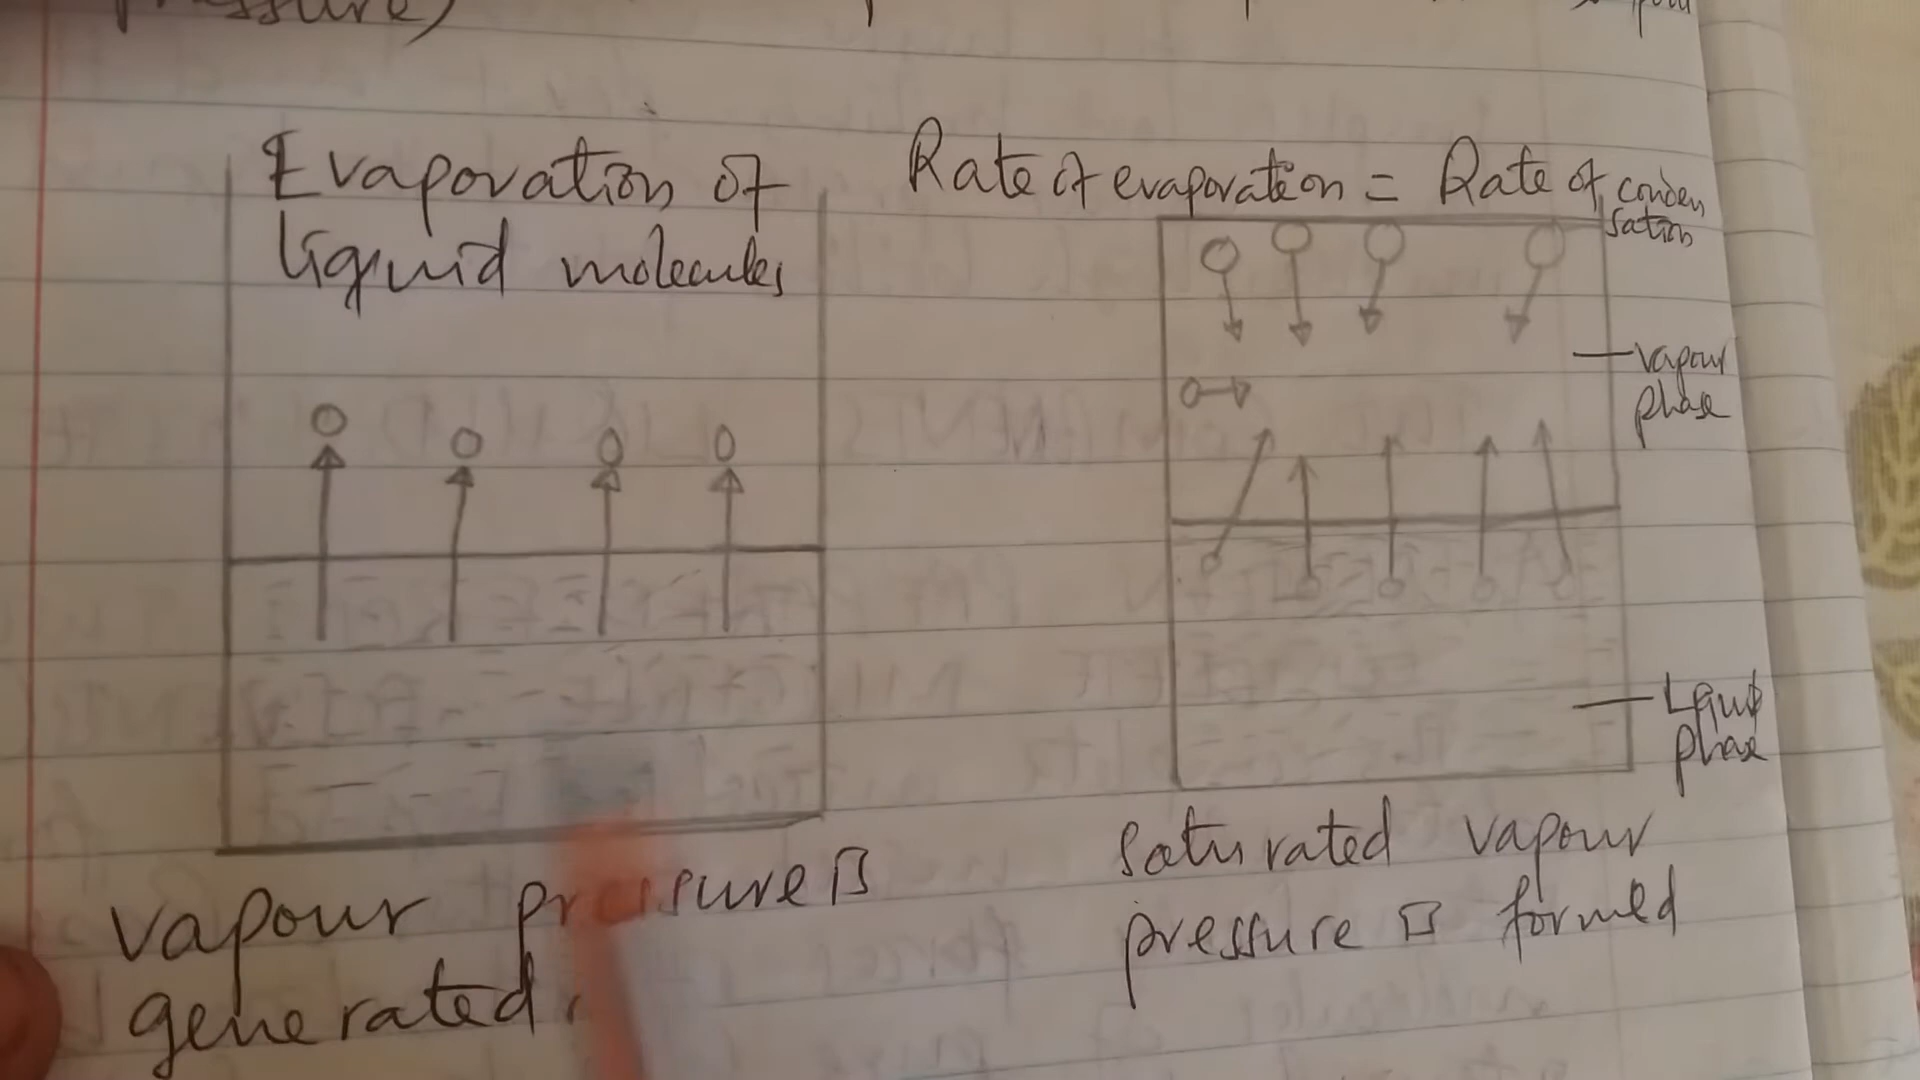 Evaporation of
liquid molecules
Rate of evaporation = Rate of conden
sation
vapour
phase
Liquid
phase
vapour pressure is
generated.
Saturated vapour
pressure is formed